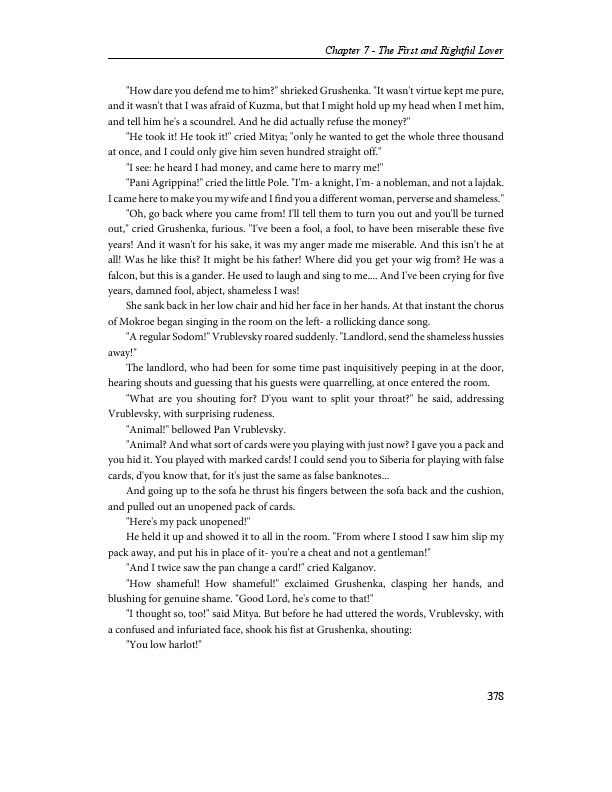 Chapter 7 - The First and Rightful Lover
"How dare you defend me to him?" shrieked Grushenka. "It wasn't virtue kept me pure,
and it wasn't that I was afraid of Kuzma, but that I might hold up my head when I met him,
and tell him he's a scoundrel. And he did actually refuse the money?"
"He took it! He took it!" cried Mitya; "only he wanted to get the whole three thousand
at once, and I could only give him seven hundred straight off."
"I see: he heard I had money, and came here to marry me!"
"Pani Agrippina!" cried the little Pole. "I'm- a knight, I'm- a nobleman, and not a lajdak.
I came here to make you my wife and I find you a different woman, perverse and shameless."
"Oh, go back where you came from! I'll tell them to turn you out and you'll be turned
out," cried Grushenka, furious. "I've been a fool, a fool, to have been miserable these five
years! And it wasn't for his sake, it was my anger made me miserable. And this isn't he at
all! Was he like this? It might be his father! Where did you get your wig from? He was a
falcon, but this is a gander. He used to laugh and sing to me.... And I've been crying for five
years, damned fool, abject, shameless I was!
She sank back in her low chair and hid her face in her hands. At that instant the chorus
of Mokroe began singing in the room on the left- a rollicking dance song.
"A regular Sodom!" Vrublevsky roared suddenly. "Landlord, send the shameless hussies
away!"
The landlord, who had been for some time past inquisitively peeping in at the door,
hearing shouts and guessing that his guests were quarrelling, at once entered the room.
"What are you shouting for? D'you want to split your throat?" he said, addressing
Vrublevsky, with surprising rudeness.
"Animal!" bellowed Pan Vrublevsky.
"Animal? And what sort of cards were you playing with just now? I gave you a pack and
you hid it. You played with marked cards! I could send you to Siberia for playing with false
cards, d'you know that, for it's just the same as false banknotes...
And going up to the sofa he thrust his fingers between the sofa back and the cushion,
and pulled out an unopened pack of cards.
"Here's my pack unopened!"
He held it up and showed it to all in the room. "From where I stood I saw him slip my
pack away, and put his in place of it- you're a cheat and not a gentleman!"
"And I twice saw the pan change a card!" cried Kalganov.
"How shameful! How shameful!" exclaimed Grushenka, clasping her hands, and
blushing for genuine shame. "Good Lord, he's come to that!"
"I thought so, too!" said Mitya. But before he had uttered the words, Vrublevsky, with
a confused and infuriated face, shook his fist at Grushenka, shouting:
"You low harlot!"
378